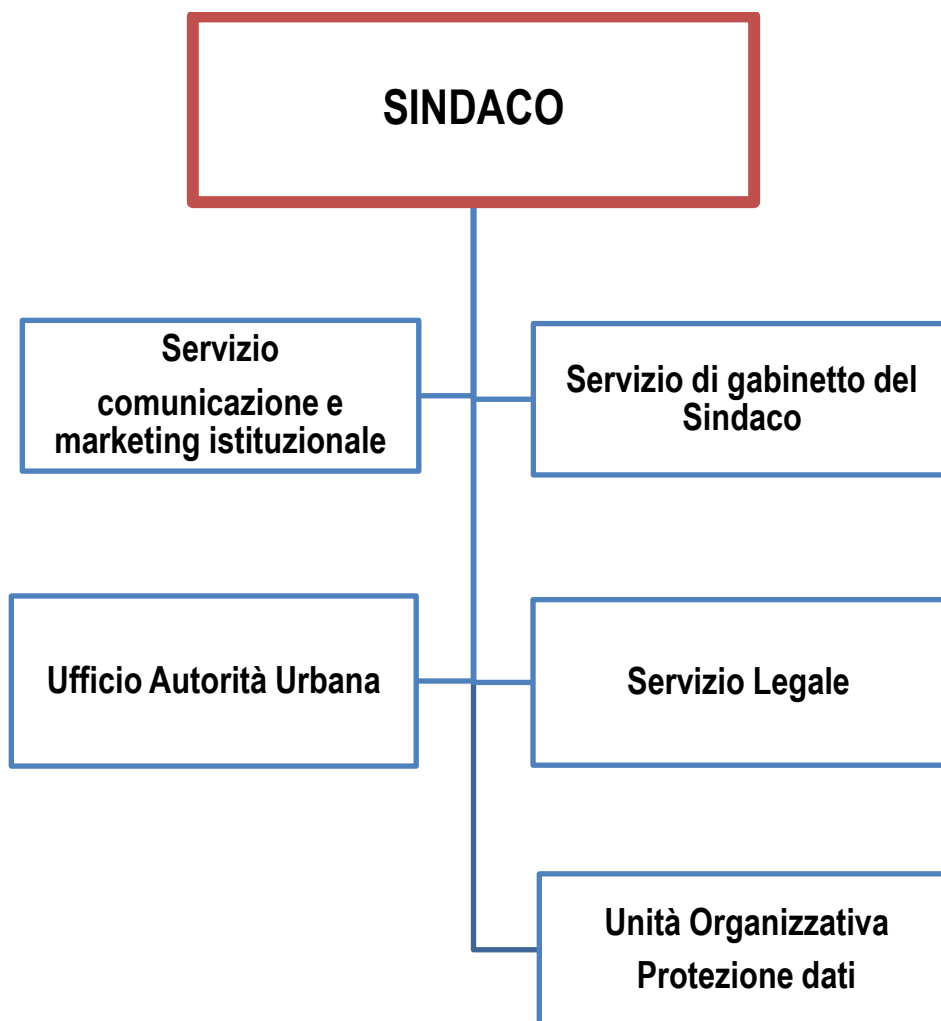 SINDACO
Servizio
comunicazione e
marketing istituzionale
Servizio di gabinetto del
Sindaco
Ufficio Autorità Urbana
Servizio Legale
Unità Organizzativa
Protezione dati